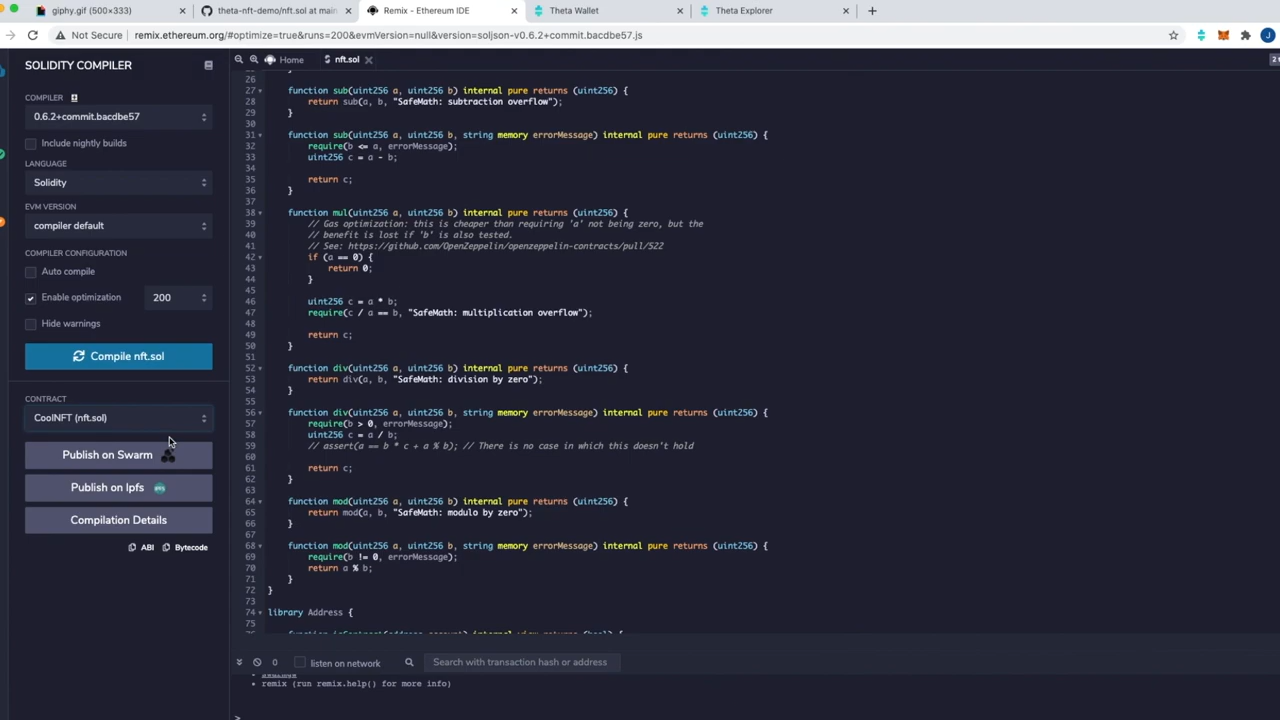 giphy.gif (500×333)
theta-nft-demo/nft.sol at main
Remix - Ethereum IDE
Theta Wallet
Theta Explorer
Not Secure
remix.ethereum.org/#optimize=true&runs=200&evmVersion=null&version=soljson-v0.6.2+commit.bacdbe57.js
SOLIDITY COMPILER
COMPILER
0.6.2+commit.bacdbe57
Include nightly builds
LANGUAGE
Solidity
EVM VERSION
compiler default
COMPILER CONFIGURATION
Auto compile
Enable optimization
200
Hide warnings
Compile nft.sol
CONTRACT
CoolNFT (nft.sol)
Publish on Swarm
Publish on Ipfs
Compilation Details
ABI
Bytecode
Home
nft.sol
26
27 function sub(uint256 a, uint256 b) internal pure returns (uint256) {
28 return sub(a, b, "SafeMath: subtraction overflow");
29 }
30
31 function sub(uint256 a, uint256 b, string memory errorMessage) internal pure returns (uint256) {
32 require(b <= a, errorMessage);
33 uint256 c = a - b;
34
35 return c;
36 }
37
38 function mul(uint256 a, uint256 b) internal pure returns (uint256) {
39 // Gas optimization: this is cheaper than requiring 'a' not being zero, but the
40 // benefit is lost if 'b' is also tested.
41 // See: https://github.com/OpenZeppelin/openzeppelin-contracts/pull/522
42 if (a == 0) {
43 return 0;
44 }
45
46 uint256 c = a * b;
47 require(c / a == b, "SafeMath: multiplication overflow");
48
49 return c;
50 }
51
52 function div(uint256 a, uint256 b) internal pure returns (uint256) {
53 return div(a, b, "SafeMath: division by zero");
54 }
55
56 function div(uint256 a, uint256 b, string memory errorMessage) internal pure returns (uint256) {
57 require(b > 0, errorMessage);
58 uint256 c = a / b;
59 // assert(a == b * c + a % b); // There is no case in which this doesn't hold
60
61 return c;
62 }
63
64 function mod(uint256 a, uint256 b) internal pure returns (uint256) {
65 return mod(a, b, "SafeMath: modulo by zero");
66 }
67
68 function mod(uint256 a, uint256 b, string memory errorMessage) internal pure returns (uint256) {
69 require(b != 0, errorMessage);
70 return a % b;
71 }
72 }
73
74 library Address {
75
0
listen on network
Search with transaction hash or address
remix (run remix.help() for more info)
>